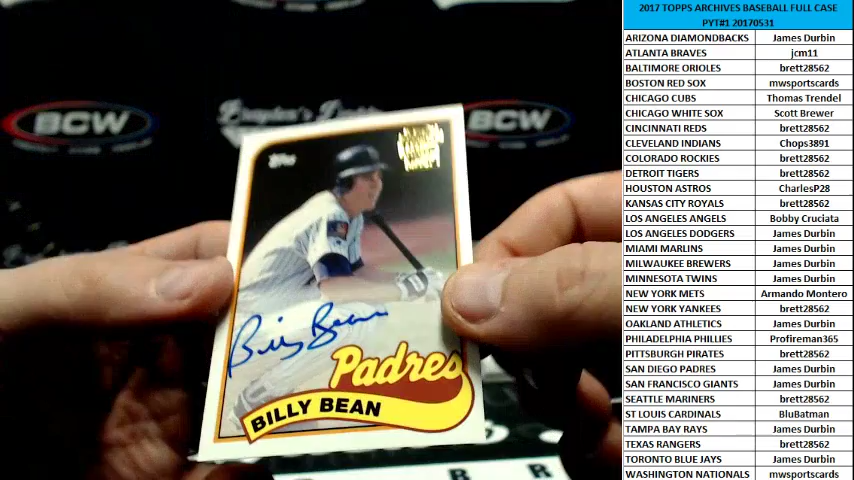 BCW
BCW
Topps
Billy Bean
Padres
BILLY BEAN
B R
2017 TOPPS ARCHIVES BASEBALL FULL CASE
PYT#1 20170531
ARIZONA DIAMONDBACKS James Durbin
ATLANTA BRAVES jcm11
BALTIMORE ORIOLES brett28562
BOSTON RED SOX mwsportscards
CHICAGO CUBS Thomas Trendel
CHICAGO WHITE SOX Scott Brewer
CINCINNATI REDS brett28562
CLEVELAND INDIANS Chops3891
COLORADO ROCKIES brett28562
DETROIT TIGERS brett28562
HOUSTON ASTROS CharlesP28
KANSAS CITY ROYALS brett28562
LOS ANGELES ANGELS Bobby Cruciata
LOS ANGELES DODGERS James Durbin
MIAMI MARLINS James Durbin
MILWAUKEE BREWERS James Durbin
MINNESOTA TWINS James Durbin
NEW YORK METS Armando Montero
NEW YORK YANKEES brett28562
OAKLAND ATHLETICS James Durbin
PHILADELPHIA PHILLIES Profireman365
PITTSBURGH PIRATES brett28562
SAN DIEGO PADRES James Durbin
SAN FRANCISCO GIANTS James Durbin
SEATTLE MARINERS brett28562
ST LOUIS CARDINALS BluBatman
TAMPA BAY RAYS James Durbin
TEXAS RANGERS brett28562
TORONTO BLUE JAYS James Durbin
WASHINGTON NATIONALS mwsportscards